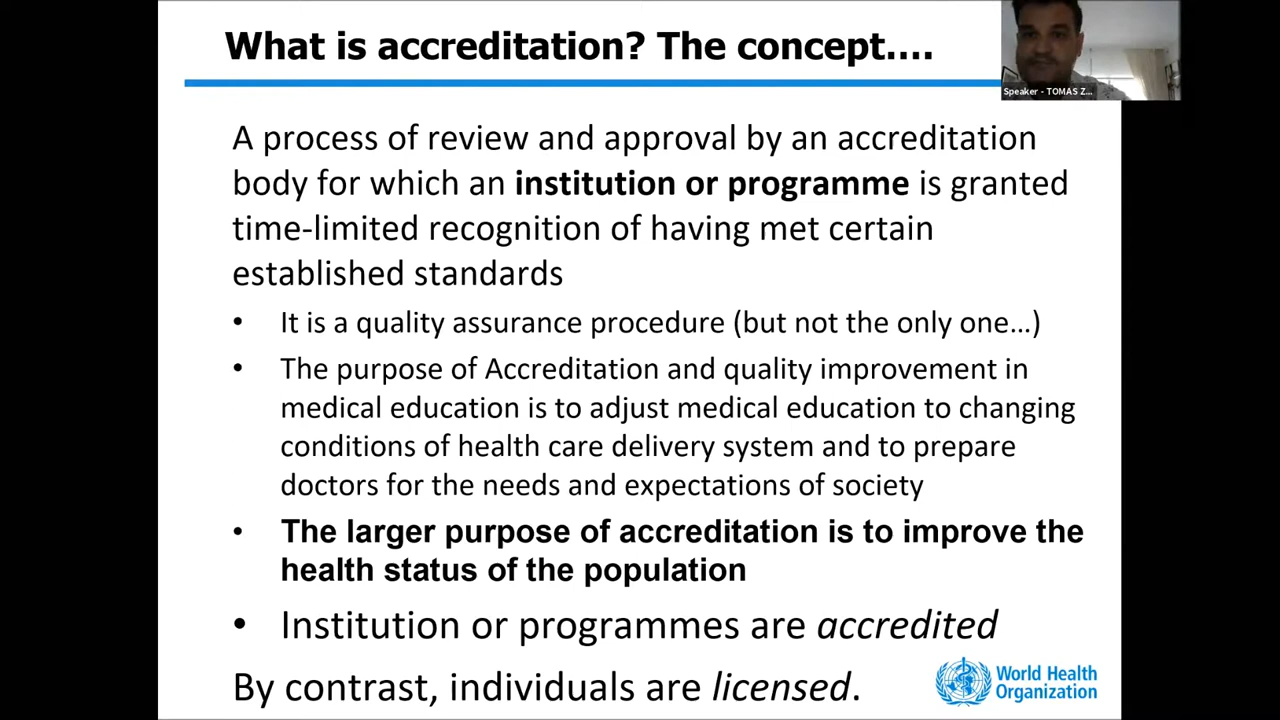 What is accreditation? The concept....
Speaker - TOMAS Z...
A process of review and approval by an accreditation
body for which an institution or programme is granted
time-limited recognition of having met certain
established standards
• It is a quality assurance procedure (but not the only one…)
• The purpose of Accreditation and quality improvement in
medical education is to adjust medical education to changing
conditions of health care delivery system and to prepare
doctors for the needs and expectations of society
• The larger purpose of accreditation is to improve the
health status of the population
• Institution or programmes are accredited
By contrast, individuals are licensed.
World Health
Organization